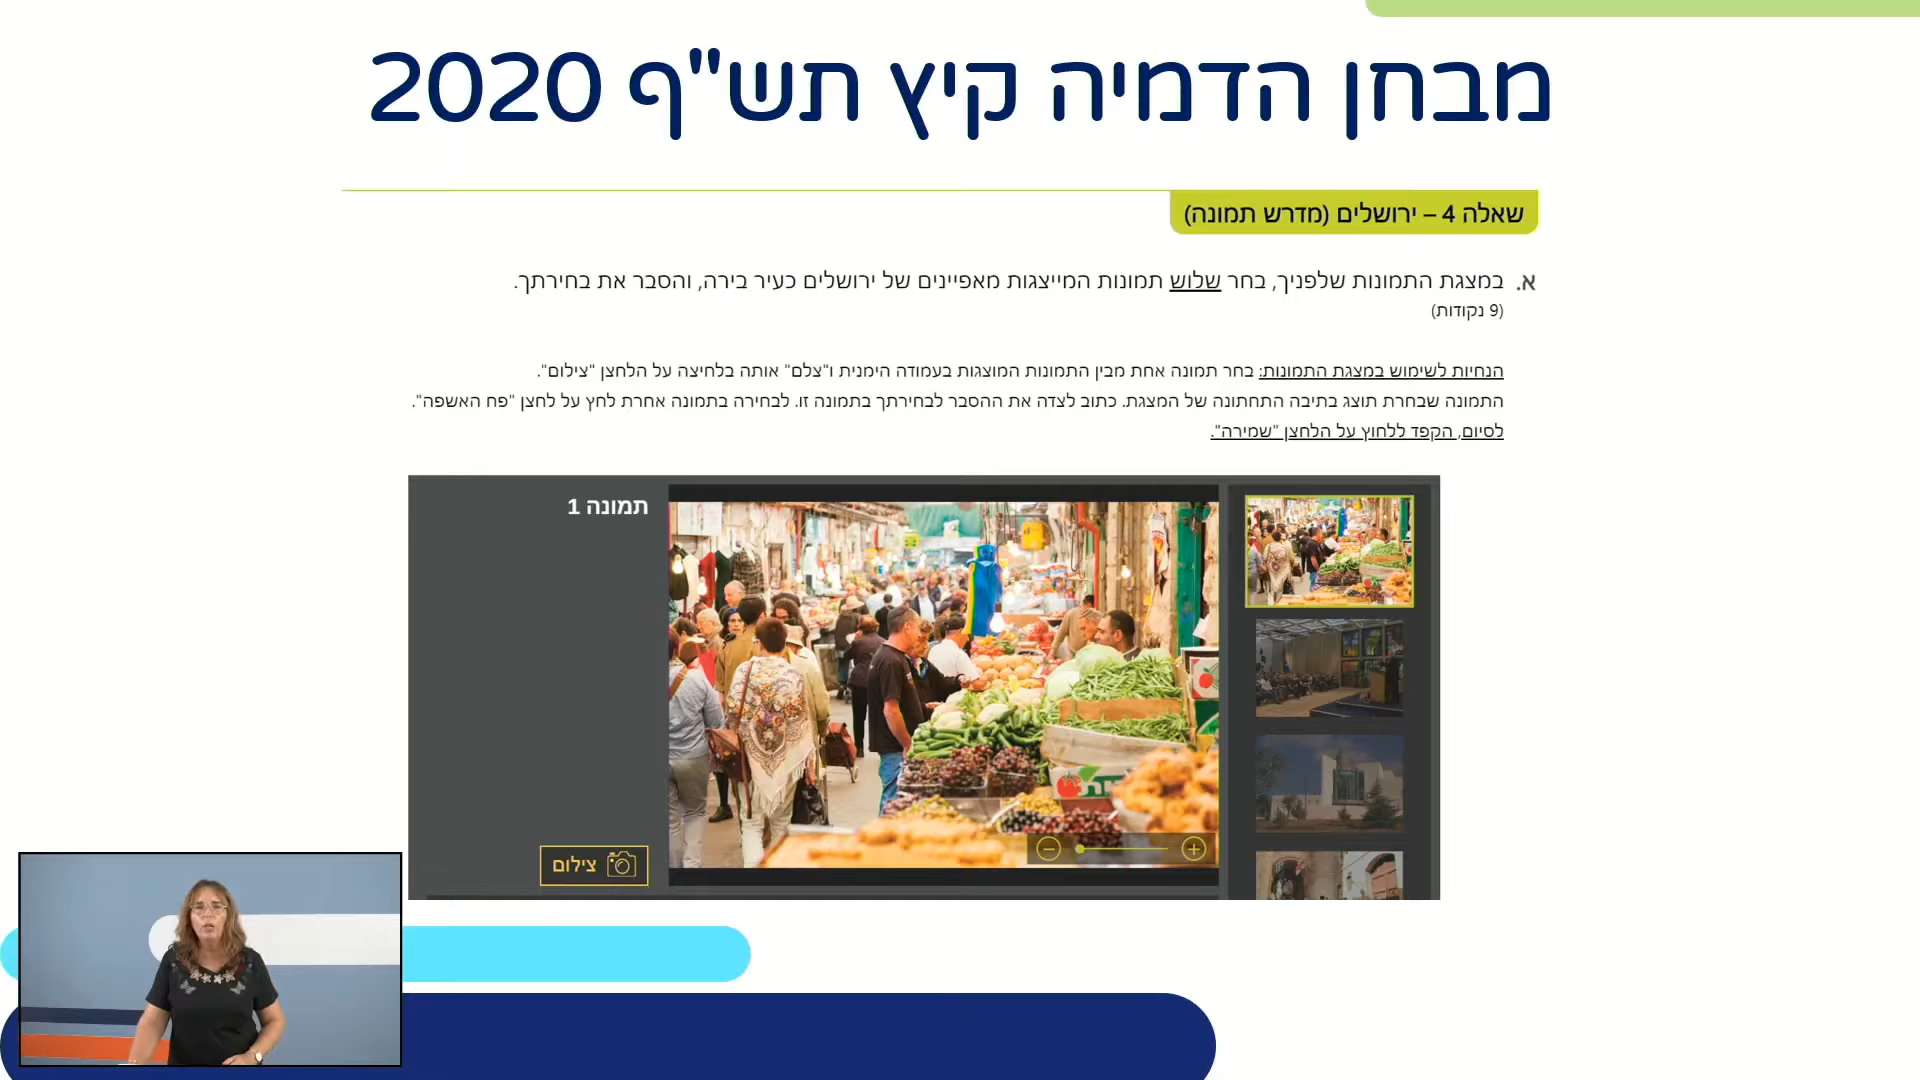 מבחן הדמיה קיץ תש"ף 2020
שאלה 4 – ירושלים (מדרש תמונה)
א. במצגת התמונות שלפניך, בחר שלוש תמונות המייצגות מאפיינים של ירושלים כעיר בירה, והסבר את בחירתך.
(9 נקודות)
הנחיות לשימוש במצגת התמונות: בחר תמונה אחת מבין התמונות המוצגות בעמודה הימנית ו"צלם" אותה בלחיצה על הלחצן "צילום".
התמונה שבחרת תוצג בתיבה התחתונה של המצגת. כתוב לצדה את ההסבר לבחירתך בתמונה זו. לבחירה בתמונה אחרת לחץ על לחצן "פח האשפה".
לסיום, הקפד ללחוץ על הלחצן "שמירה".
תמונה 1
צילום